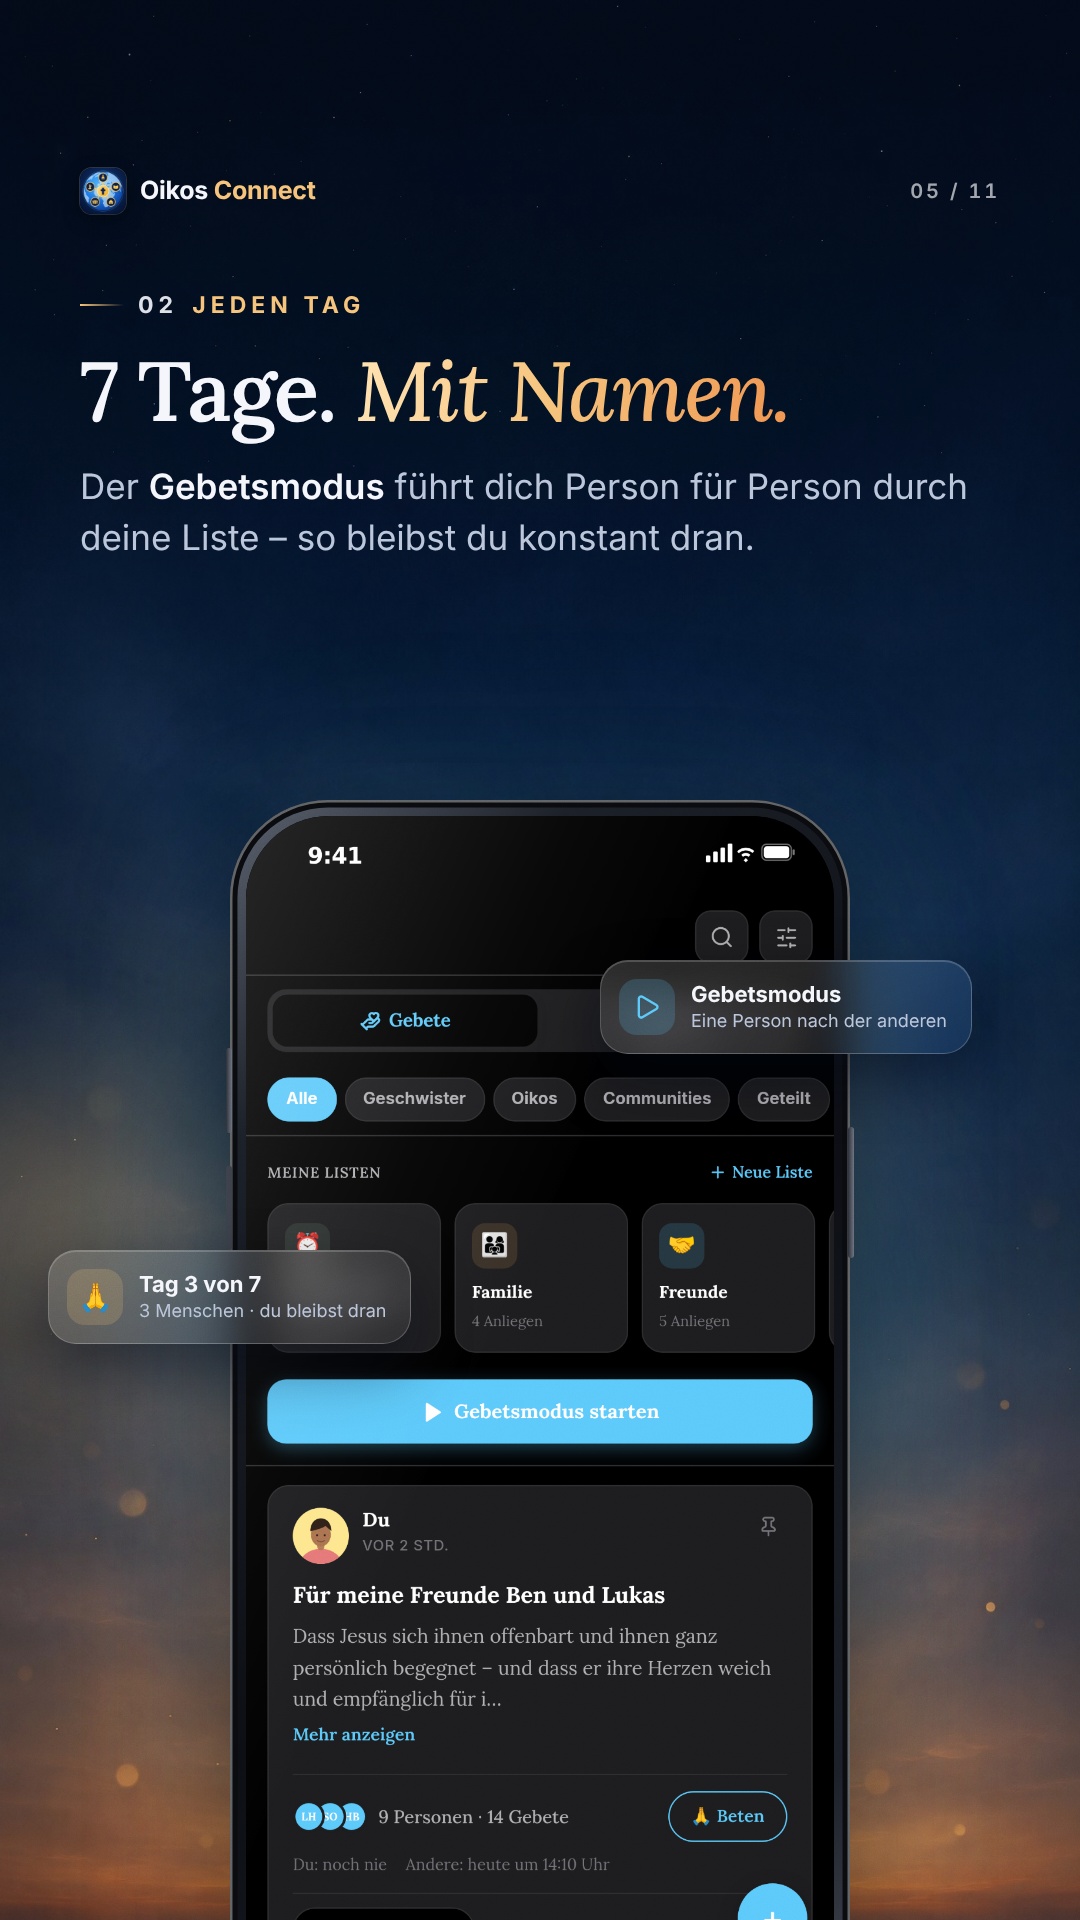 Oikos Connect
05 / 11
02 JEDEN TAG
7 Tage. Mit Namen.
Der Gebetsmodus führt dich Person für Person durch
deine Liste – so bleibst du konstant dran.
9:41
Gebetsmodus
Eine Person nach der anderen
Gebete
Alle
Geschwister
Oikos
Communities
Geteilt
MEINE LISTEN
+ Neue Liste
Tag 3 von 7
3 Menschen · du bleibst dran
Familie
4 Anliegen
Freunde
5 Anliegen
Gebetsmodus starten
Du
VOR 2 STD.
Für meine Freunde Ben und Lukas
Dass Jesus sich ihnen offenbart und ihnen ganz
persönlich begegnet – und dass er ihre Herzen weich
und empfänglich für i...
Mehr anzeigen
LH SO HB 9 Personen · 14 Gebete
Beten
Du: noch nie Andere: heute um 14:10 Uhr
+